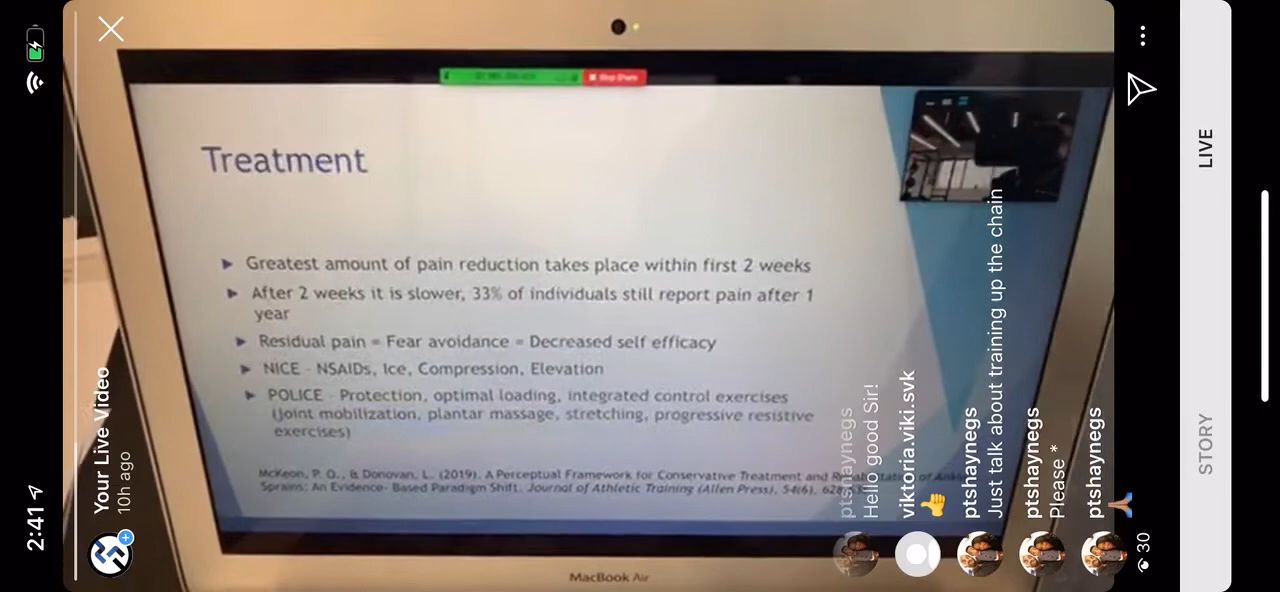 Treatment
Greatest amount of pain reduction takes place within first 2 weeks
After 2 weeks it is slower, 33% of individuals still report pain after 1
year
Residual pain = Fear avoidance = Decreased self efficacy
NICE - NSAIDs, Ice, Compression, Elevation
POLICE - Protection, optimal loading, integrated control exercises
(joint mobilization, plantar massage, stretching, progressive resistive
exercises)
McKeon, P. O., & Donovan, L. (2019). A Perceptual Framework for Conservative Treatment and
Sprains: An Evidence- Based Paradigm Shift. Journal of Athletic Training (Allen Press), 54(6),
Stop Share
MacBook Air
2:41
Your Live Video
10h ago
ptshaynegs
Hello good Sir!
viktoria.viki.svk
👍
ptshaynegs
Just talk about training up the chain
ptshaynegs
Please *
ptshaynegs
30
STORY
LIVE